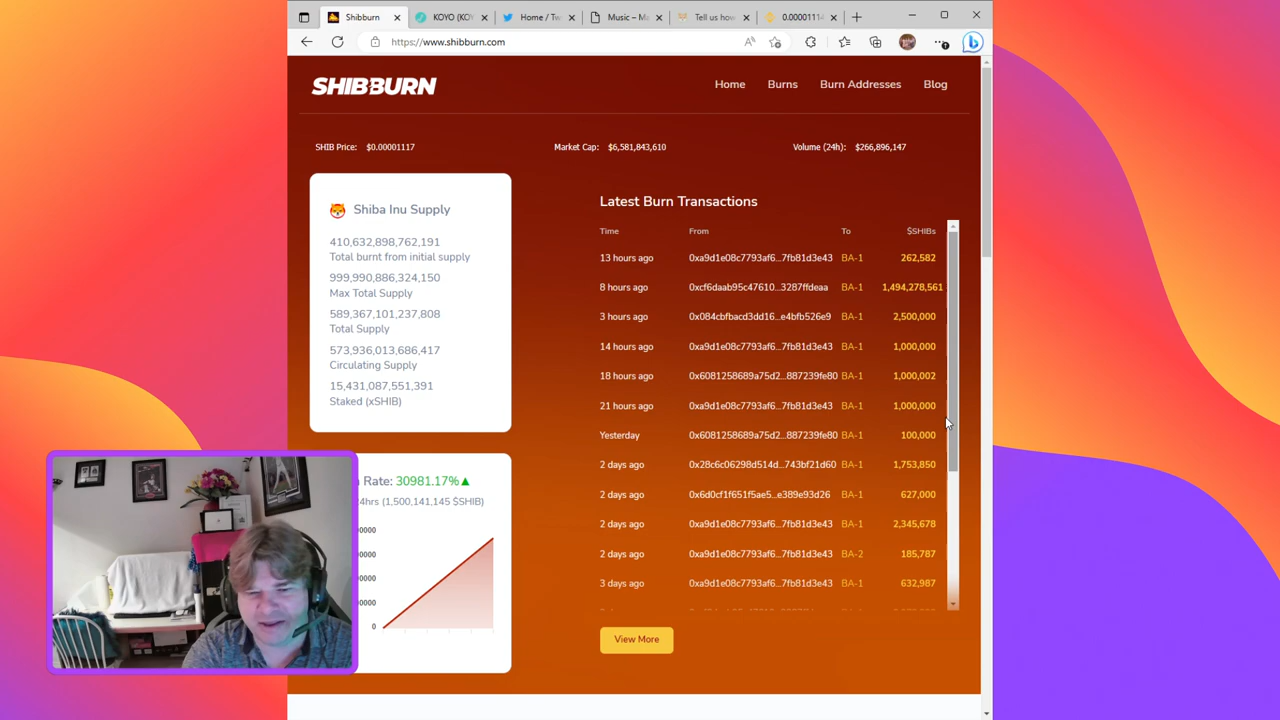 Shibburn
KOYO (KO
Home / Tw
Music – Ma
Tell us how
0.00001114
https://www.shibburn.com
SHIBBURN
Home
Burns
Burn Addresses
Blog
SHIB Price: $0.00001117
Market Cap: $6,581,843,610
Volume (24h): $266,896,147
Shiba Inu Supply
410,632,898,762,191
Total burnt from initial supply
999,990,886,324,150
Max Total Supply
589,367,101,237,808
Total Supply
573,936,013,686,417
Circulating Supply
15,431,087,551,391
Staked (xSHIB)
Rate: 30981.17%▲
(1,500,141,145 $SHIB)
0
Latest Burn Transactions
Time From To $SHIBs
13 hours ago 0xa9d1e08c7793af6...7fb81d3e43 BA-1 262,582
8 hours ago 0xcf6daab95c47610...3287ffdeaa BA-1 1,494,278,561
3 hours ago 0x084cbfbacd3dd16...e4bfb526e9 BA-1 2,500,000
14 hours ago 0xa9d1e08c7793af6...7fb81d3e43 BA-1 1,000,000
18 hours ago 0x6081258689a75d2...887239fe80 BA-1 1,000,002
21 hours ago 0xa9d1e08c7793af6...7fb81d3e43 BA-1 1,000,000
Yesterday 0x6081258689a75d2...887239fe80 BA-1 100,000
2 days ago 0x28c6c06298d514d...743bf21d60 BA-1 1,753,850
2 days ago 0x6d0cf1f651f5ae5...e389e93d26 BA-1 627,000
2 days ago 0xa9d1e08c7793af6...7fb81d3e43 BA-1 2,345,678
2 days ago 0xa9d1e08c7793af6...7fb81d3e43 BA-2 185,787
3 days ago 0xa9d1e08c7793af6...7fb81d3e43 BA-1 632,987
View More